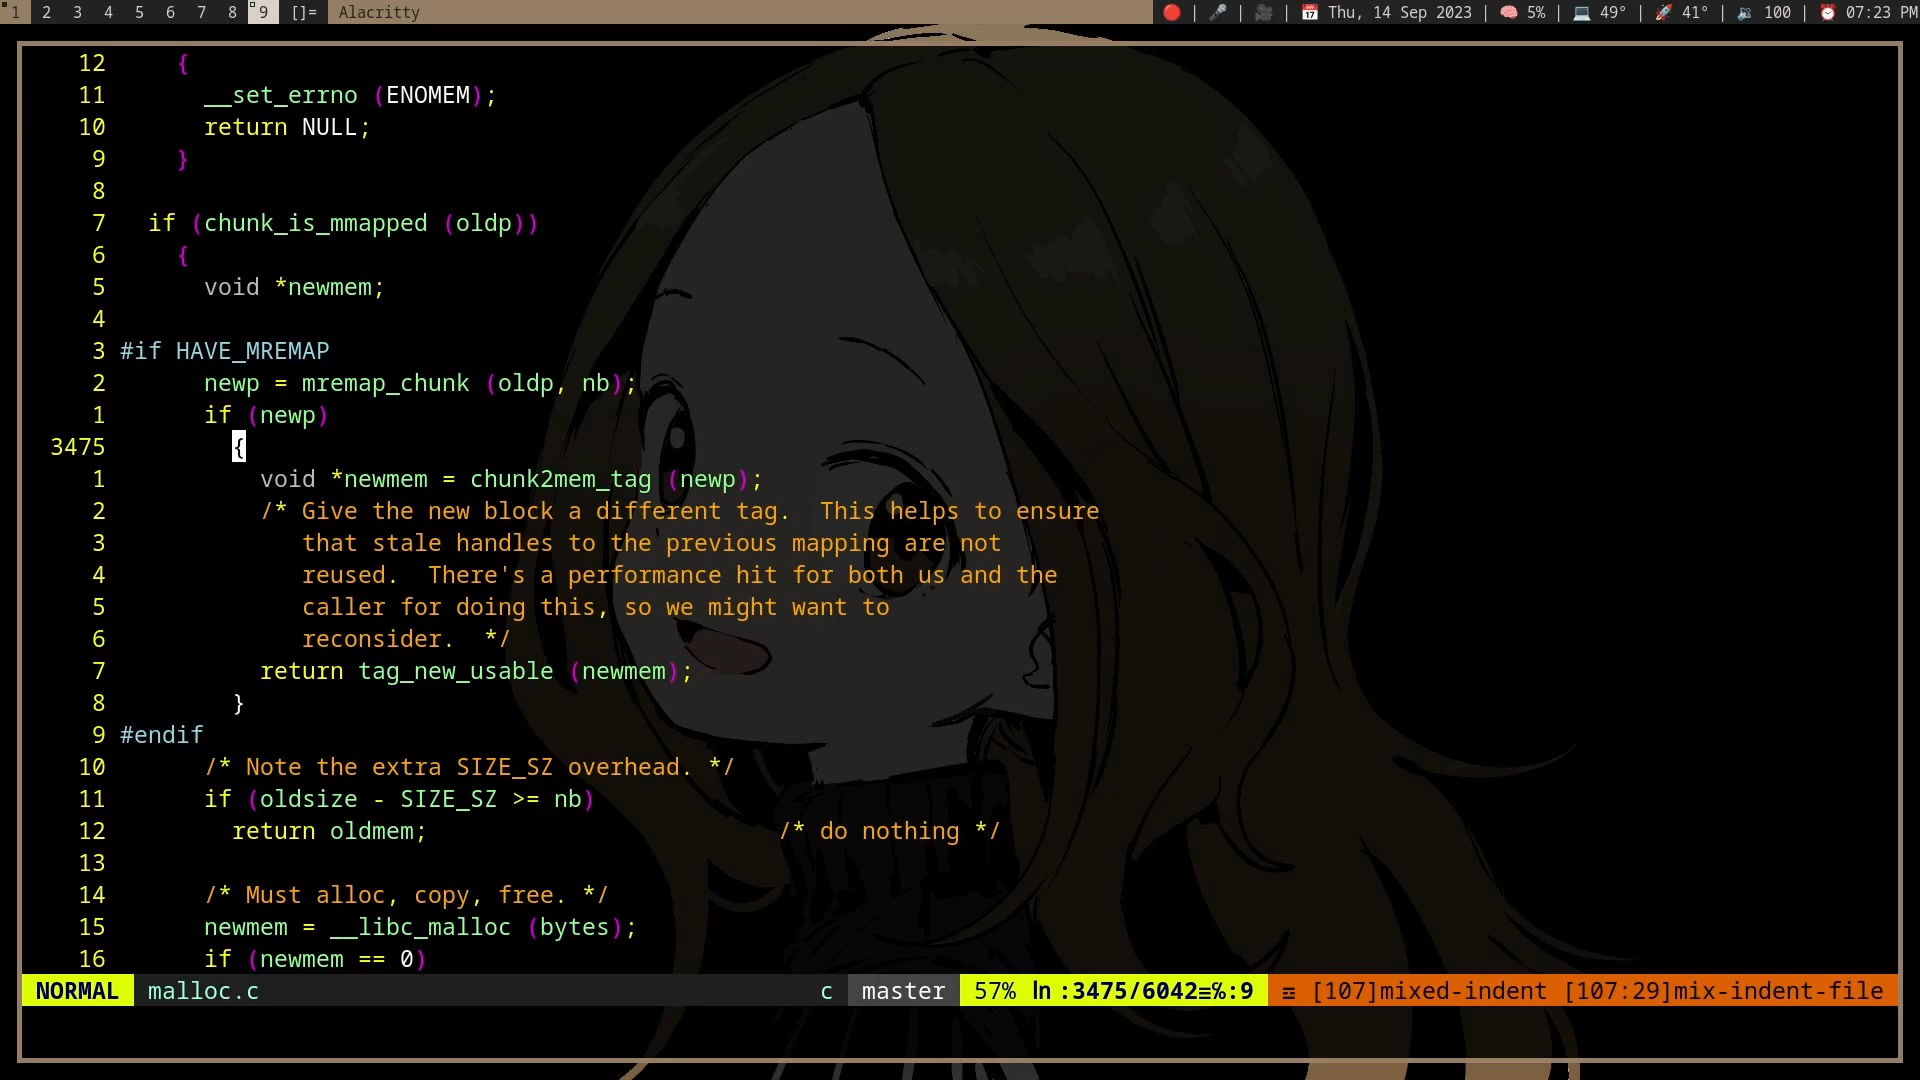 1 2 3 4 5 6 7 8 9 []= Alacritty | | | Thu, 14 Sep 2023 | 5% | 49° | 41° | 100 | 07:23 PM
12 {
11 __set_errno (ENOMEM);
10 return NULL;
9 }
8
7 if (chunk_is_mmapped (oldp))
6 {
5 void *newmem;
4
3 #if HAVE_MREMAP
2 newp = mremap_chunk (oldp, nb);
1 if (newp)
3475 {
1 void *newmem = chunk2mem_tag (newp);
2 /* Give the new block a different tag.  This helps to ensure
3 that stale handles to the previous mapping are not
4 reused.  There's a performance hit for both us and the
5 caller for doing this, so we might want to
6 reconsider.  */
7 return tag_new_usable (newmem);
8 }
9 #endif
10 /* Note the extra SIZE_SZ overhead. */
11 if (oldsize - SIZE_SZ >= nb)
12 return oldmem; /* do nothing */
13
14 /* Must alloc, copy, free. */
15 newmem = __libc_malloc (bytes);
16 if (newmem == 0)
NORMAL malloc.c c master 57% ln :3475/6042≡℅:9 ☲ [107]mixed-indent [107:29]mix-indent-file